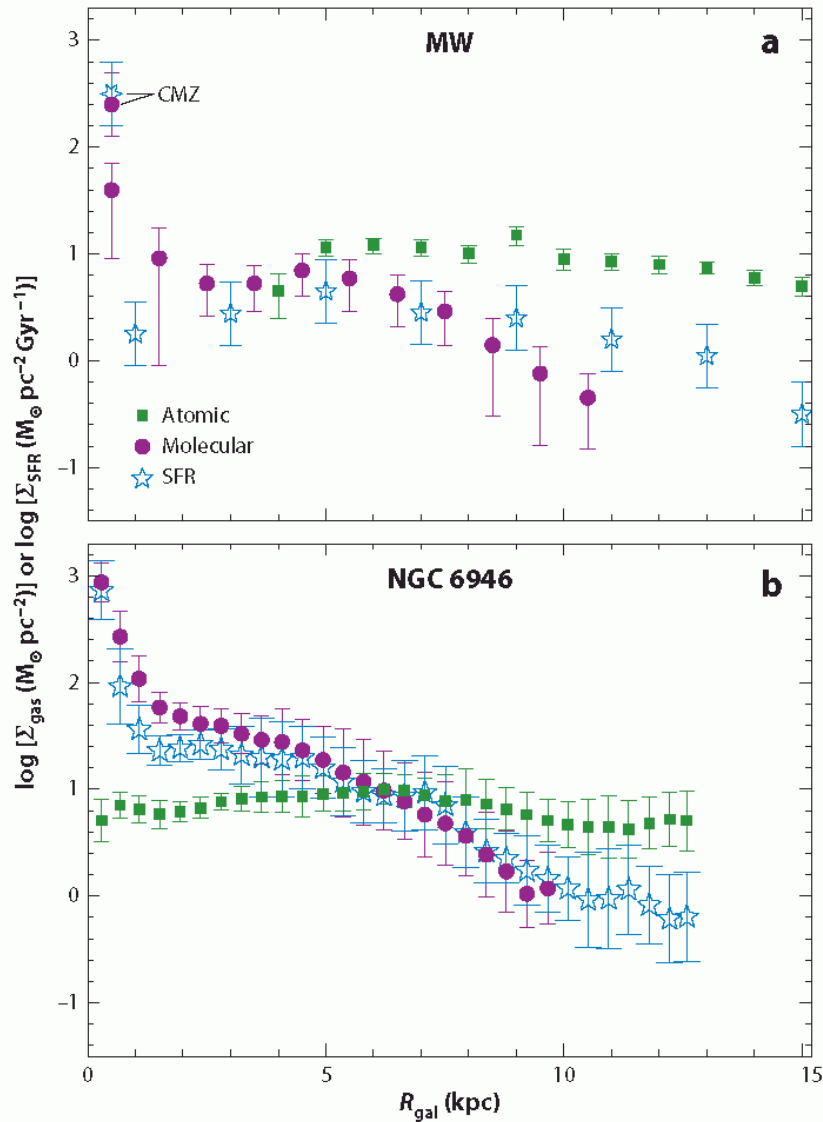 MW
a
CMZ
3
2
1
0
−1
Atomic
Molecular
SFR
log [Σgas (M⊙ pc−2)] or log [ΣSFR (M⊙ pc−2 Gyr−1)]
NGC 6946
b
3
2
1
0
−1
0 5 10 15
Rgal (kpc)